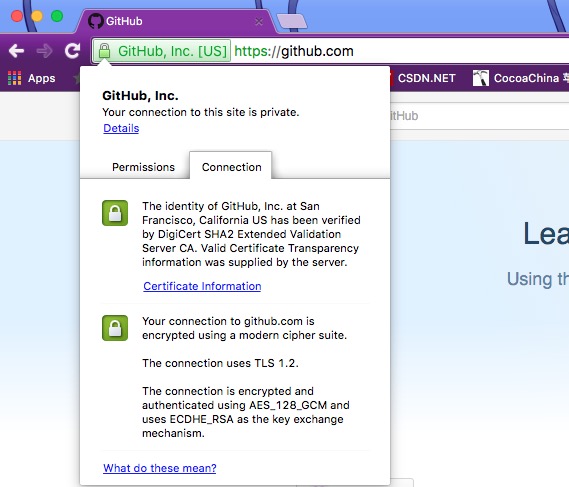 GitHub
GitHub, Inc. [US] https://github.com
Apps
CSDN.NET
CocoaChina
GitHub, Inc.
Your connection to this site is private.
Details
Permissions
Connection
The identity of GitHub, Inc. at San
Francisco, California US has been verified
by DigiCert SHA2 Extended Validation
Server CA. Valid Certificate Transparency
information was supplied by the server.
Certificate Information
Your connection to github.com is
encrypted using a modern cipher suite.
The connection uses TLS 1.2.
The connection is encrypted and
authenticated using AES_128_GCM and
uses ECDHE_RSA as the key exchange
mechanism.
What do these mean?
itHub
Lea
Using th